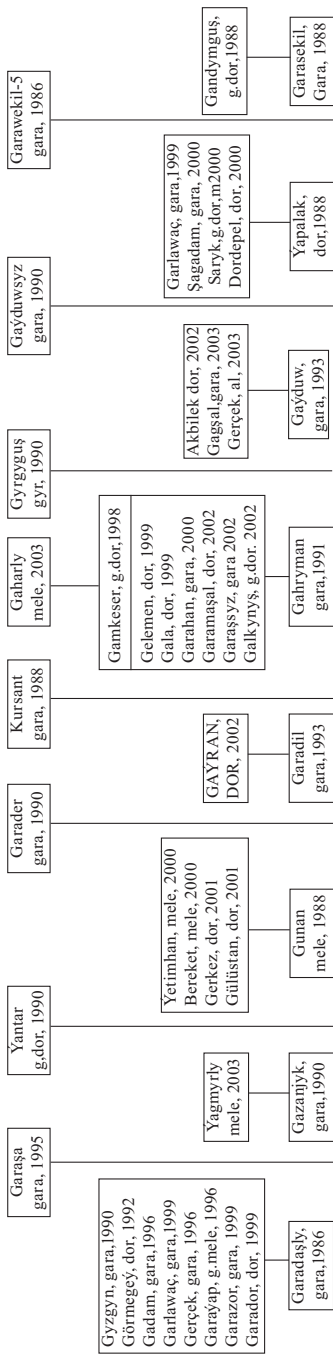 Garaşa
gara, 1995
Ýantar
g,dor, 1990
Garader
gara, 1990
Kursant
gara, 1988
Gaharly
mele, 2003
Gyrgyguş
gyr, 1990
Gaýduwsyz
gara, 1990
Garawekil-5
gara, 1986
Gyzgyn, gara,1990
Görmegeý, dor, 1992
Gadam, gara,1996
Garlawaç, gara,1999
Gerçek, gara, 1996
Garaýap, g.mele, 1996
Garazor, gara, 1999
Garador, dor, 1999
Yagmyrly
mele, 2003
Ýetimhan, mele, 2000
Bereket, mele, 2000
Gerkez, dor, 2001
Gülüstan, dor, 2001
GAÝRAN,
DOR, 2002
Gamkeser, g.dor,1998
Gelemen, dor, 1999
Gala, dor, 1999
Garahan, gara, 2000
Garamaşal, dor, 2002
Garaşsyz, gara 2002
Galkynyş, g,dor. 2002
Akbilek dor, 2002
Gagşal,gara, 2003
Gerçek, al, 2003
Garlawaç, gara,1999
Şagadam, gara, 2000
Saryk,g.dor,m2000
Dordepel, dor, 2000
Gandymguş,
g.dor,1988
Garadaşly,
gara,1986
Gazanjyk,
gara,1990
Gunan
mele, 1988
Garadil
gara,1993
Gahryman
gara,1991
Gaýduw,
gara, 1993
Ýapalak,
dor,1988
Garasekil,
Gara, 1988